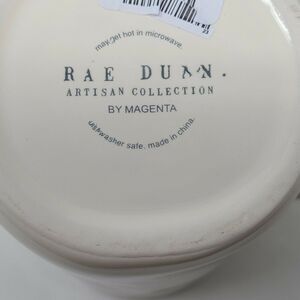 may get hot in microwave.
RAE DUNN.
ARTISAN COLLECTION
BY MAGENTA
dishwasher safe. made in china.